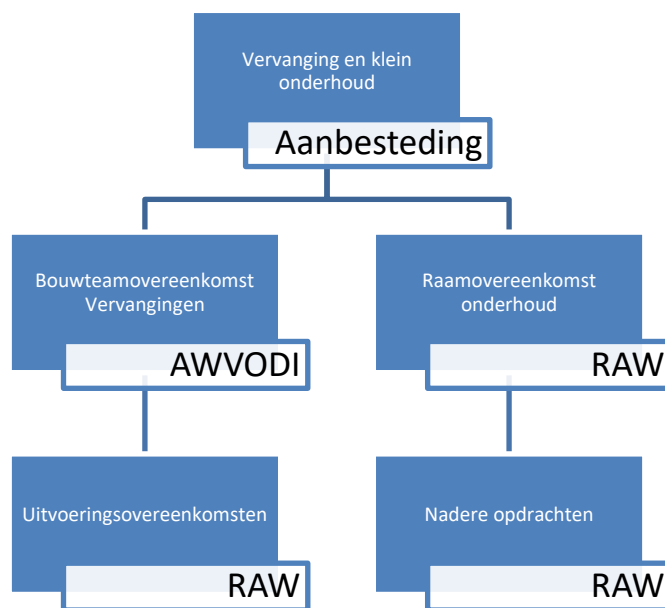 Vervanging en klein
onderhoud
Aanbesteding
Bouwteamovereenkomst
Vervangingen
AWVODI
Raamovereenkomst
onderhoud
RAW
Uitvoeringsovereenkomsten
RAW
Nadere opdrachten
RAW